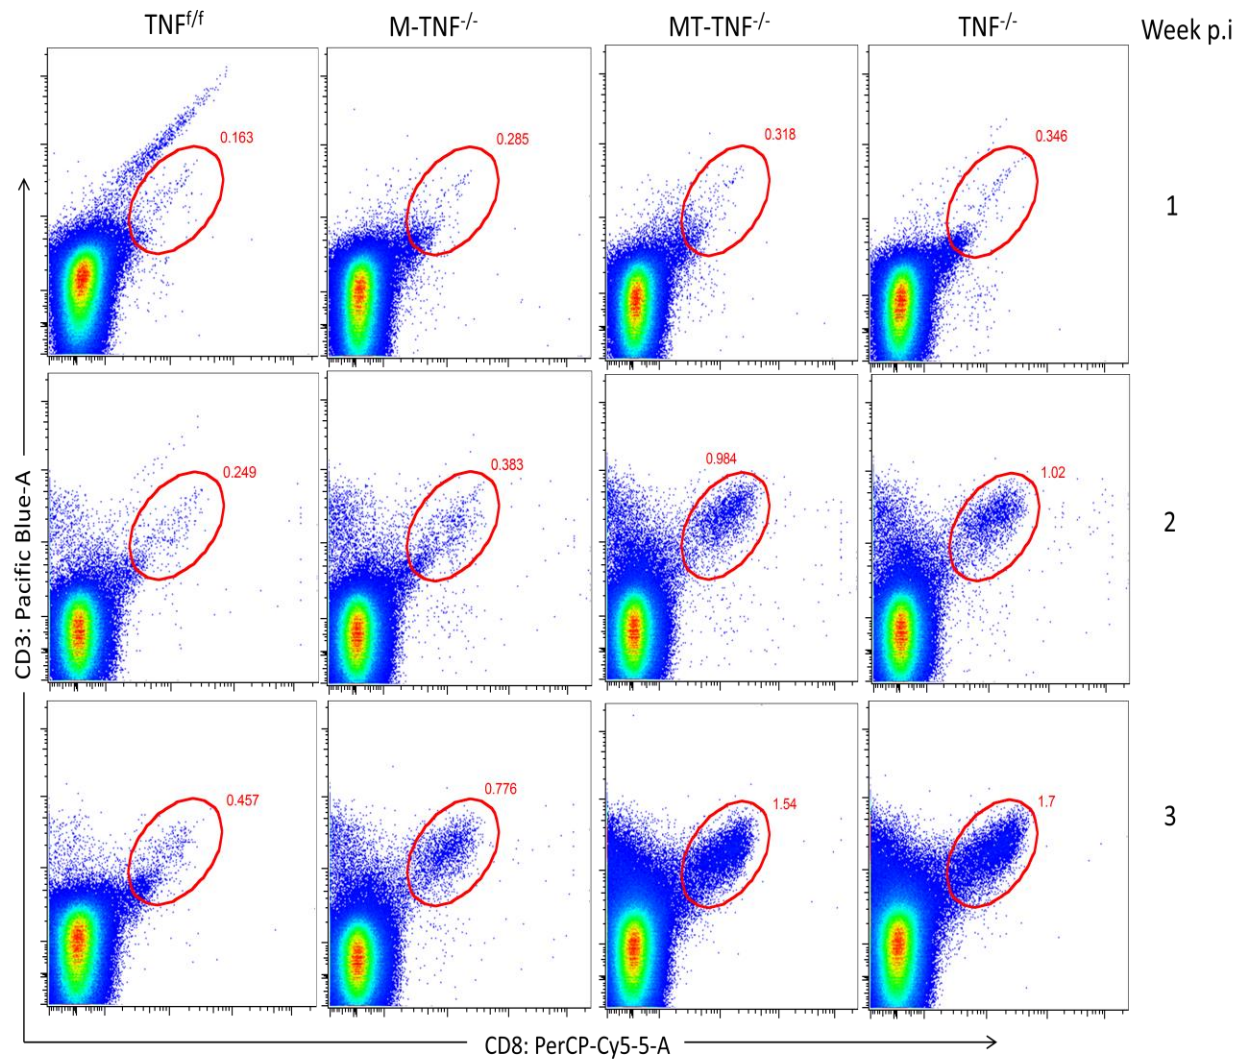 TNFf/f M-TNF-/- MT-TNF-/- TNF-/- Week p.i
0.163 0.285 0.318 0.346
1
0.249 0.383 0.984 1.02
2
0.457 0.776 1.54 1.7
3
CD3: Pacific Blue-A
CD8: PerCP-Cy5-5-A